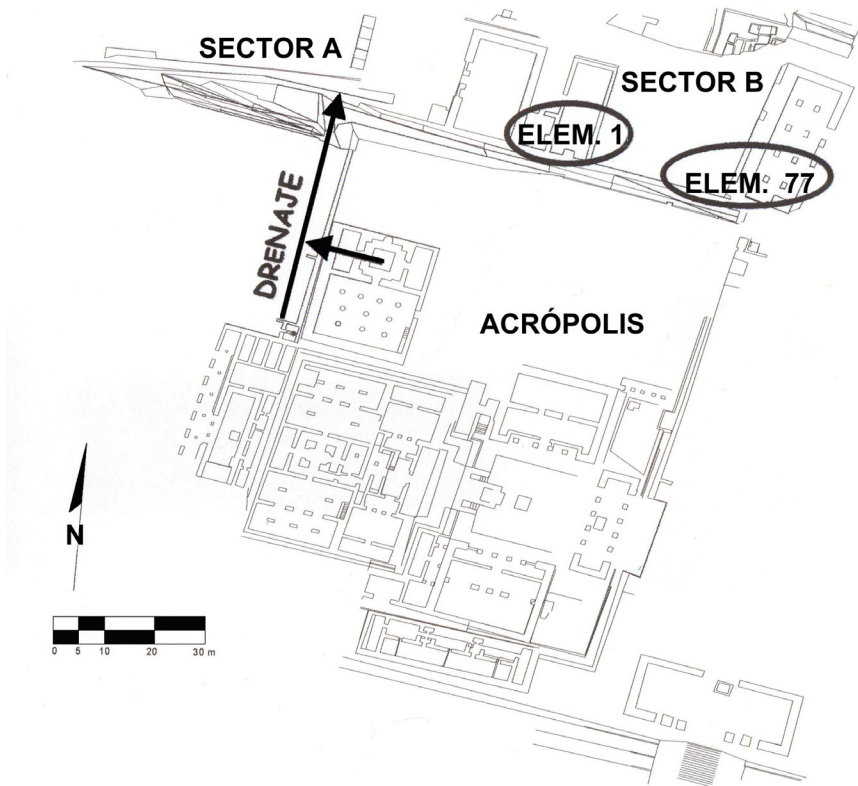 SECTOR A
SECTOR B
ELEM. 1
ELEM. 77
DRENAJE
ACRÓPOLIS
N
0 5 10 20 30 m